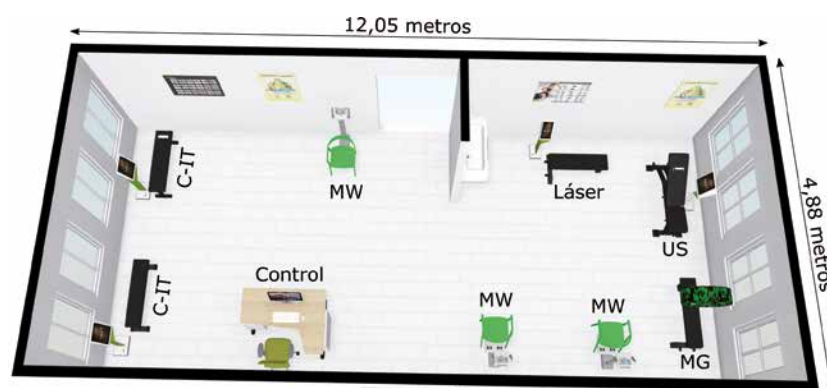 12,05 metros
4,88 metros
C-IT
MW
Láser
US
C-IT
Control
MW
MW
MG